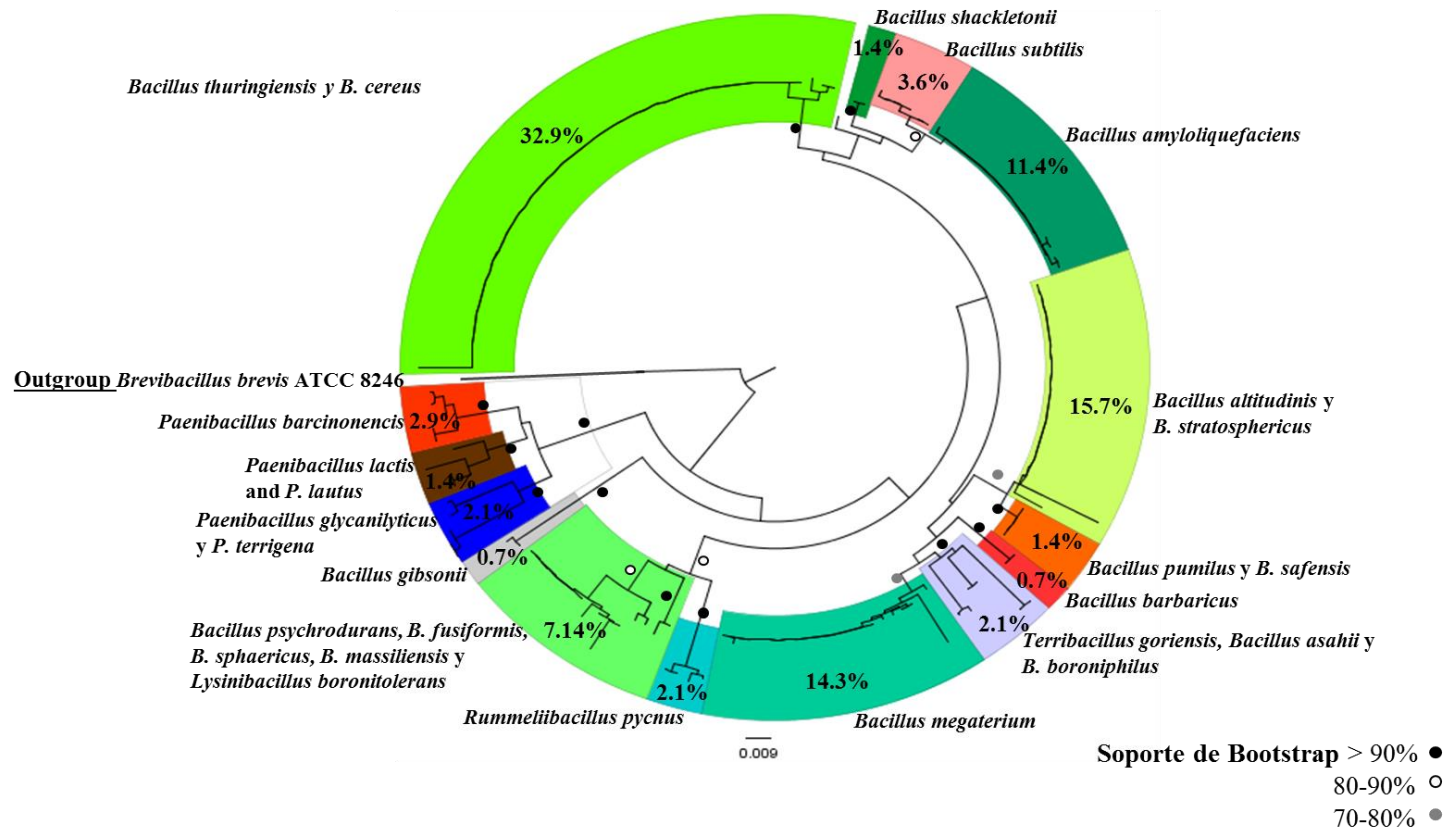 Bacillus shackletonii
1.4%
Bacillus subtilis
3.6%
Bacillus thuringiensis y B. cereus
32.9%
Bacillus amyloliquefaciens
11.4%
Outgroup Brevibacillus brevis ATCC 8246
Paenibacillus barcinonencis
2.9%
15.7%
Bacillus altitudinis y
B. stratosphericus
Paenibacillus lactis
and P. lautus
1.4%
Paenibacillus glycanilyticus
y P. terrigena
2.1%
Bacillus gibsonii
0.7%
1.4%
Bacillus pumilus y B. safensis
0.7%
Bacillus barbaricus
2.1%
Terribacillus goriensis, Bacillus asahii y
B. boroniphilus
Bacillus psychrodurans, B. fusiformis,
B. sphaericus, B. massiliensis y
Lysinibacillus boronitolerans
7.14%
2.1%
Rummeliibacillus pycnus
14.3%
Bacillus megaterium
0.009
Soporte de Bootstrap > 90%
80-90%
70-80%